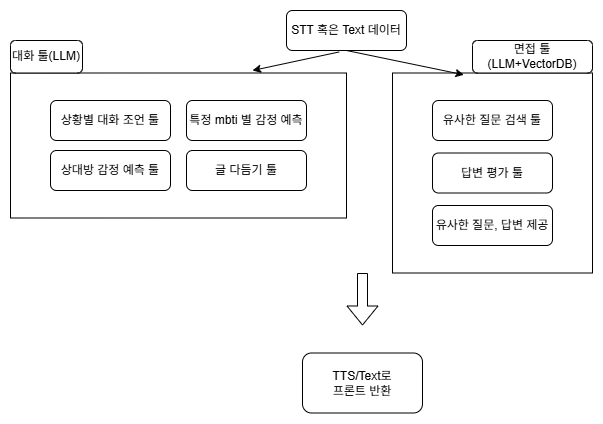 STT 혹은 Text 데이터
대화 툴(LLM)
면접 툴
(LLM+VectorDB)
상황별 대화 조언 툴
특정 mbti 별 감정 예측
상대방 감정 예측 툴
글 다듬기 툴
유사한 질문 검색 툴
답변 평가 툴
유사한 질문, 답변 제공
TTS/Text로
프론트 반환